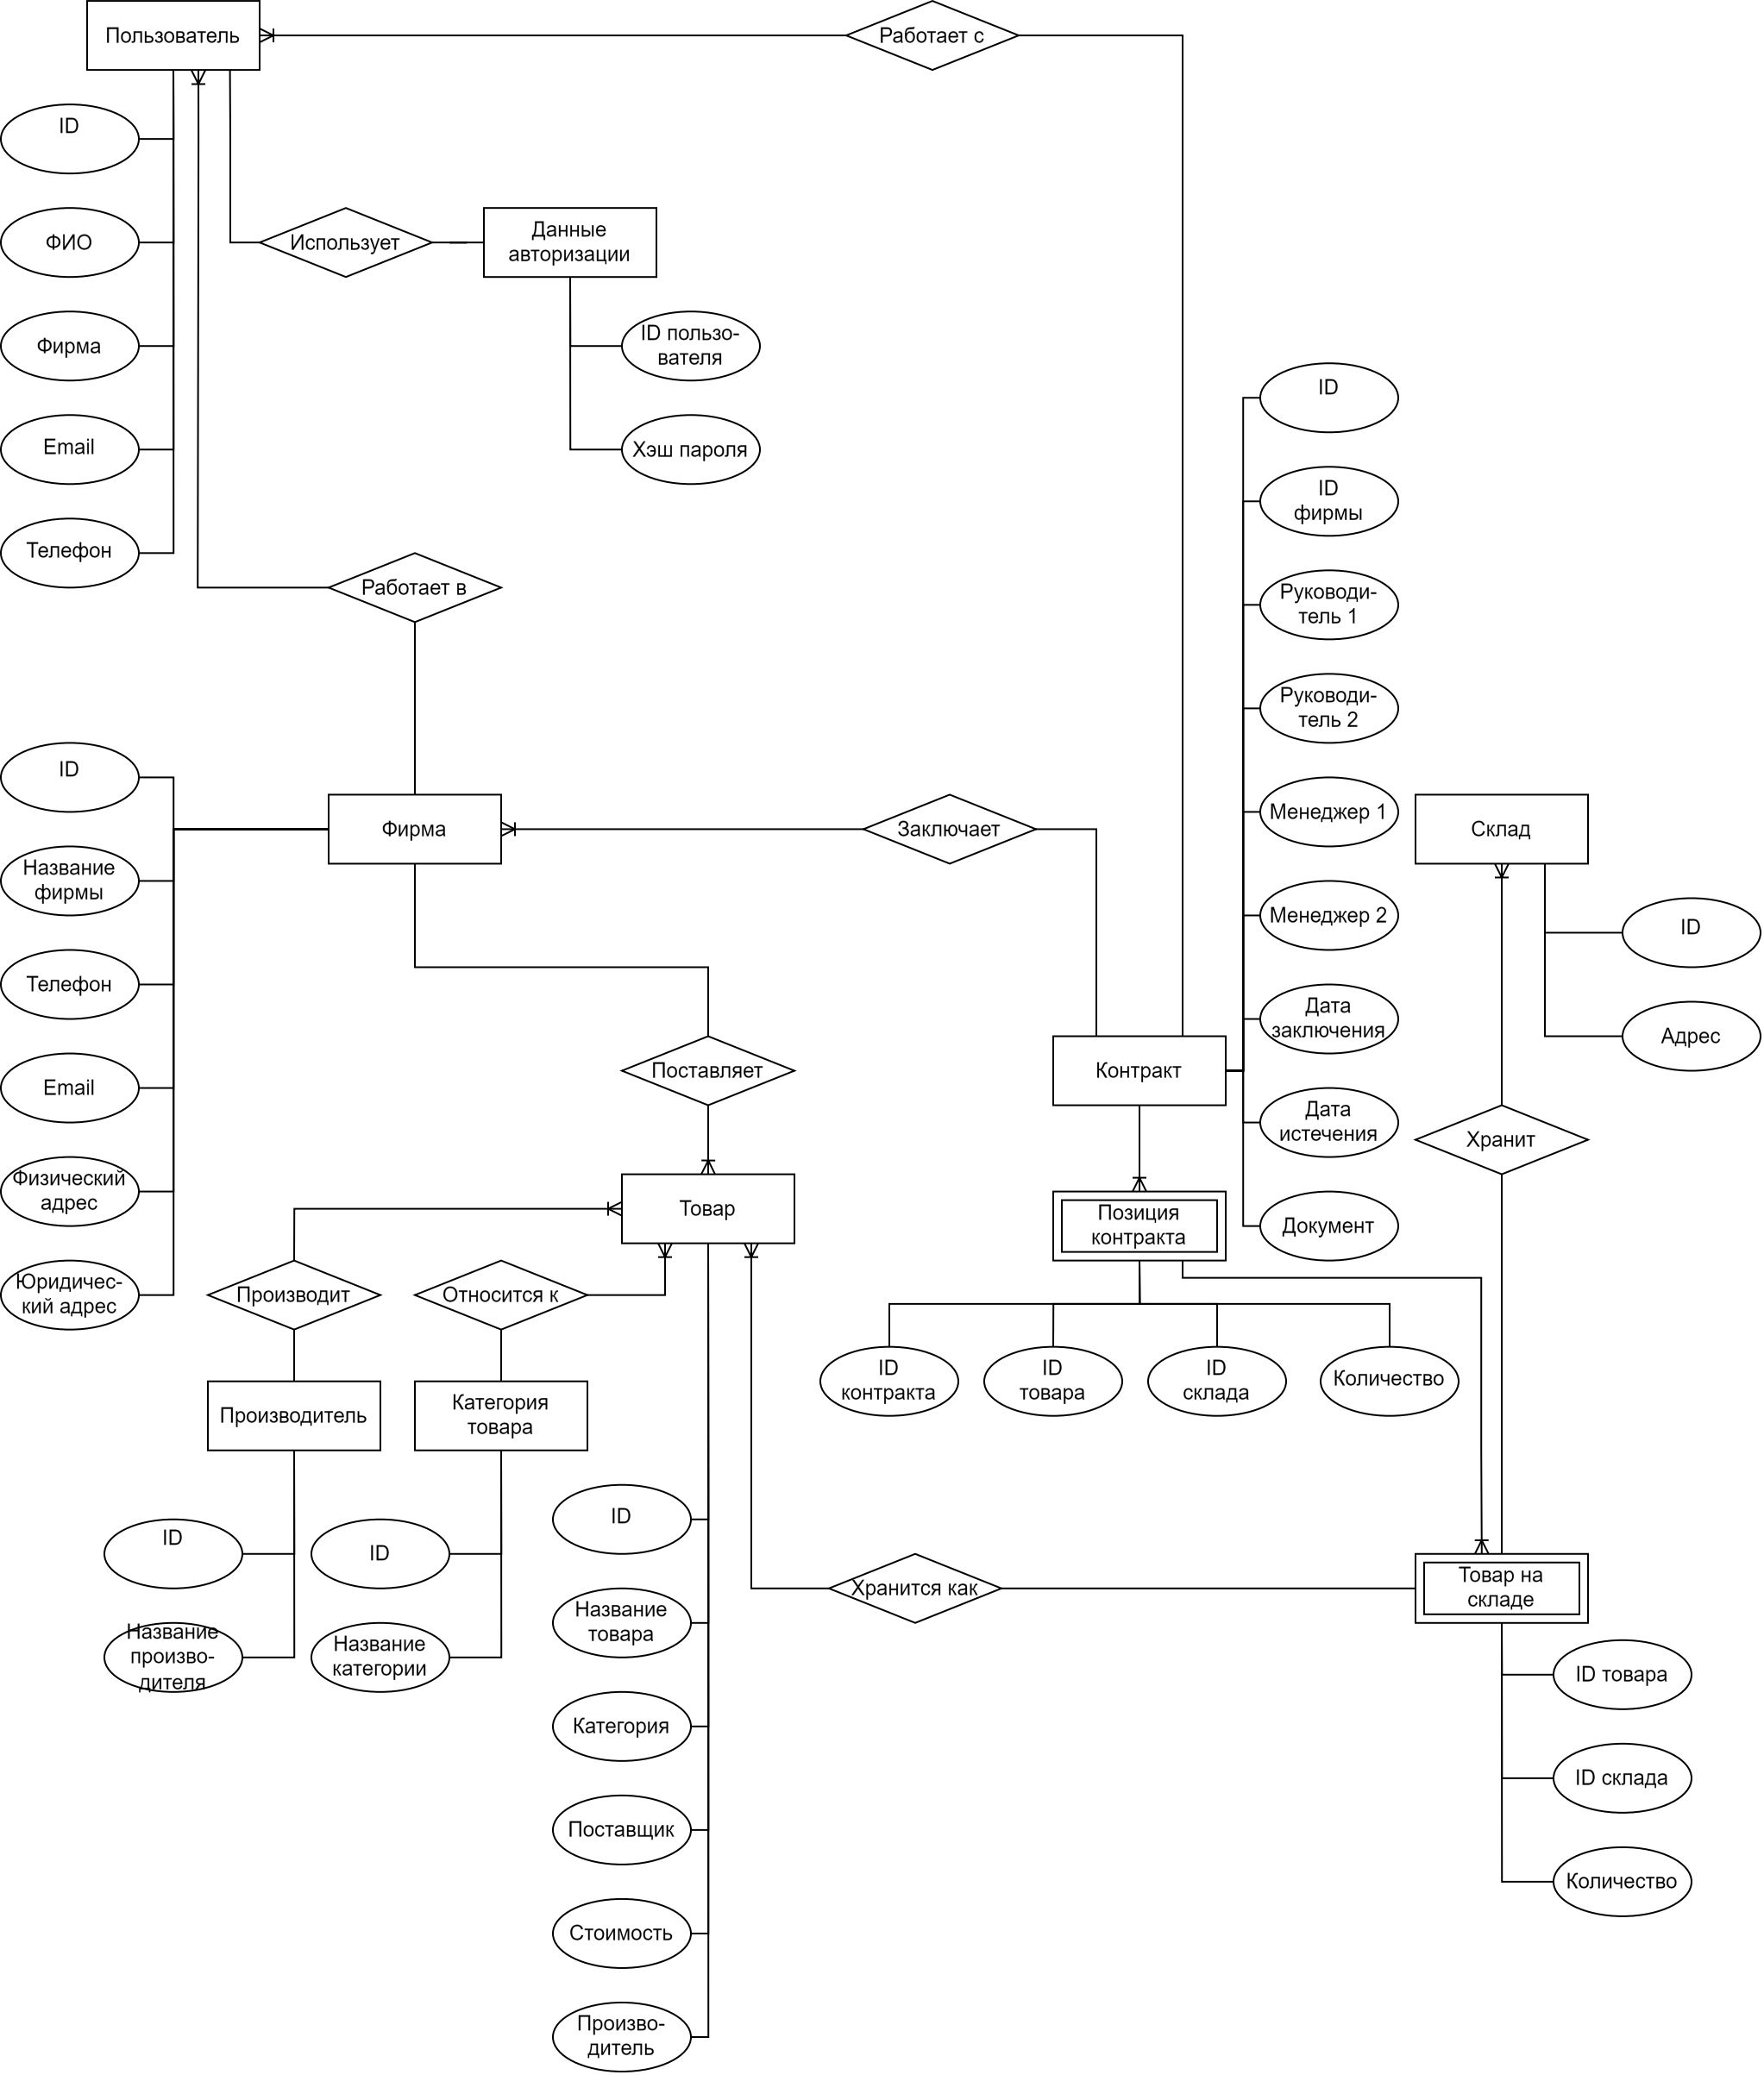 Пользователь
Работает с
ID
ФИО
Использует
Данные
авторизации
Фирма
ID пользо-
вателя
Email
Хэш пароля
Телефон
Работает в
ID
ID
фирмы
Руководи-
тель 1
Руководи-
тель 2
Менеджер 1
Менеджер 2
Дата
заключения
Дата
истечения
Документ
ID
Название
фирмы
Телефон
Email
Физический
адрес
Юридичес-
кий адрес
Фирма
Заключает
Склад
ID
Адрес
Поставляет
Контракт
Хранит
Товар
Позиция
контракта
Производит
Относится к
ID
контракта
ID
товара
ID
склада
Количество
Производитель
Категория
товара
ID
Название
произво-
дителя
ID
Название
категории
ID
Название
товара
Категория
Поставщик
Стоимость
Произво-
дитель
Хранится как
Товар на
складе
ID товара
ID склада
Количество